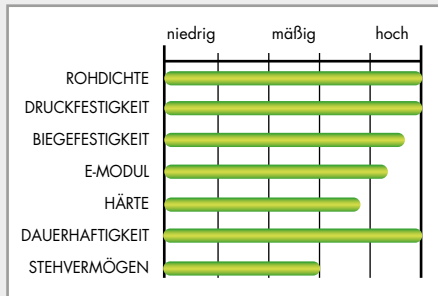 niedrig mäßig hoch
ROHDICHTE
DRUCKFESTIGKEIT
BIEGEFESTIGKEIT
E-MODUL
HÄRTE
DAUERHAFTIGKEIT
STEHVERMÖGEN